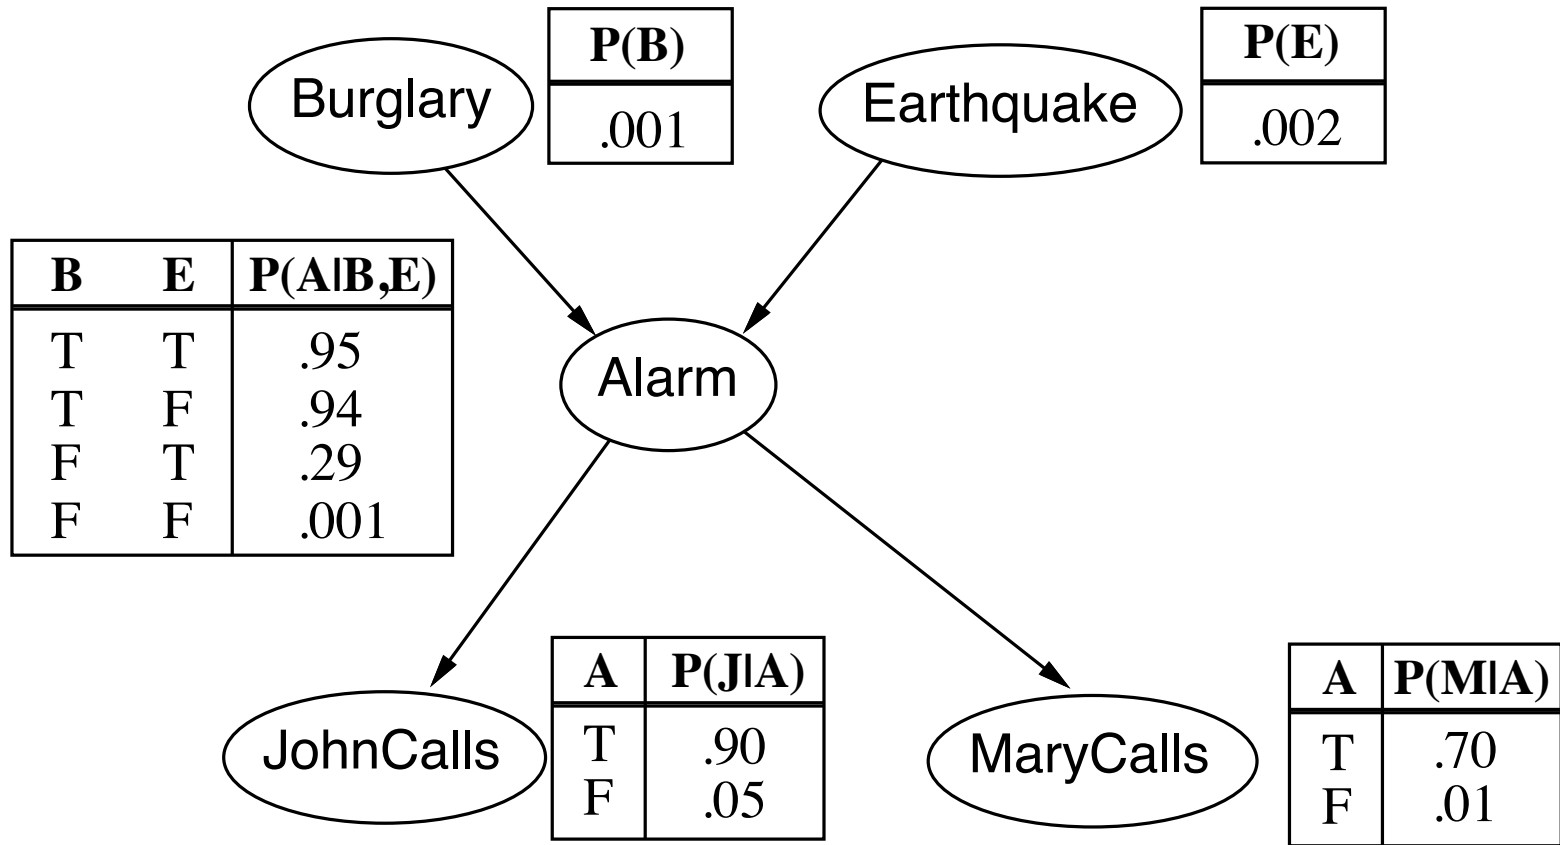 Burglary
P(B)
.001
Earthquake
P(E)
.002
B E P(A|B,E)
T T .95
T F .94
F T .29
F F .001
Alarm
JohnCalls
A P(J|A)
T .90
F .05
MaryCalls
A P(M|A)
T .70
F .01